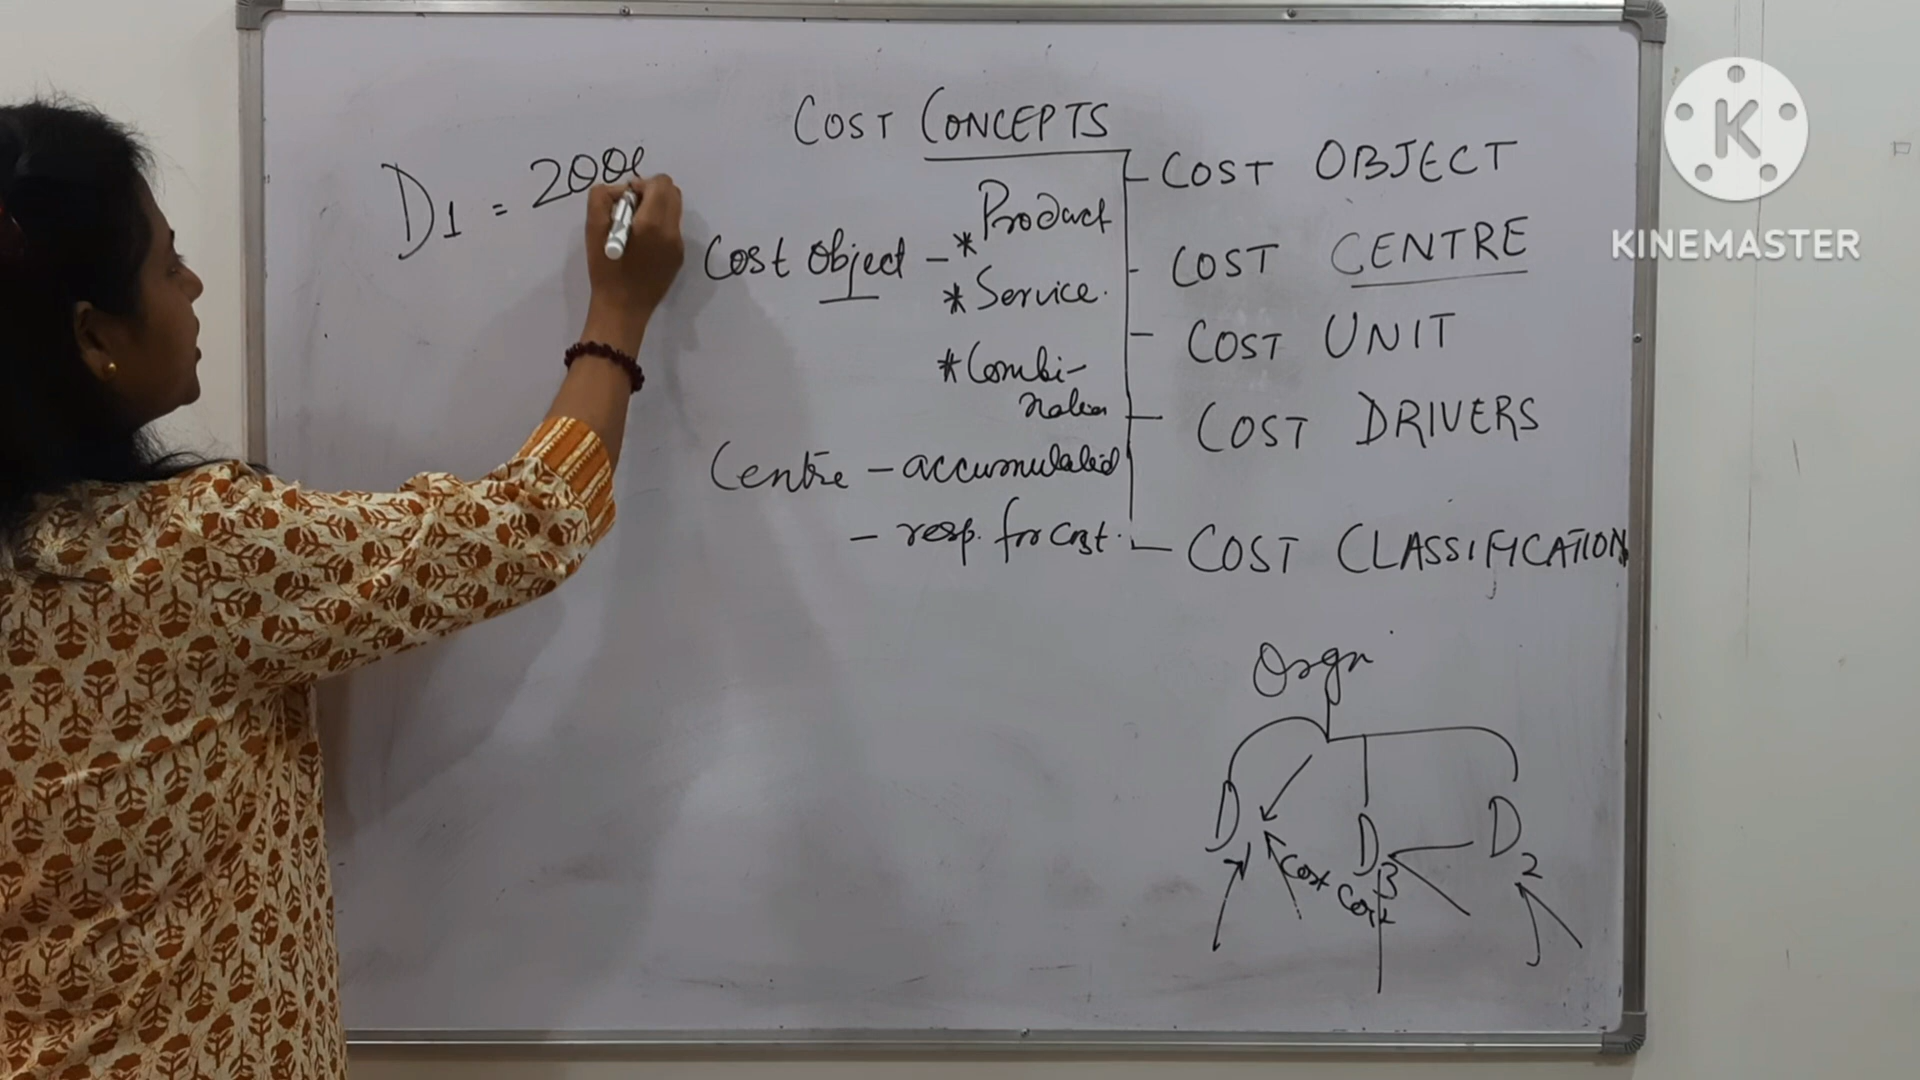 COST CONCEPTS
COST OBJECT
COST CENTRE
COST UNIT
COST DRIVERS
COST CLASSIFICATION
D1 = 2000
Cost object - * Product
* Service.
* Combi-
nation
Centre - accumulated
- resp. for cost.
Orgn
D1
D3
D2
Cost
Cost
K
KINEMASTER